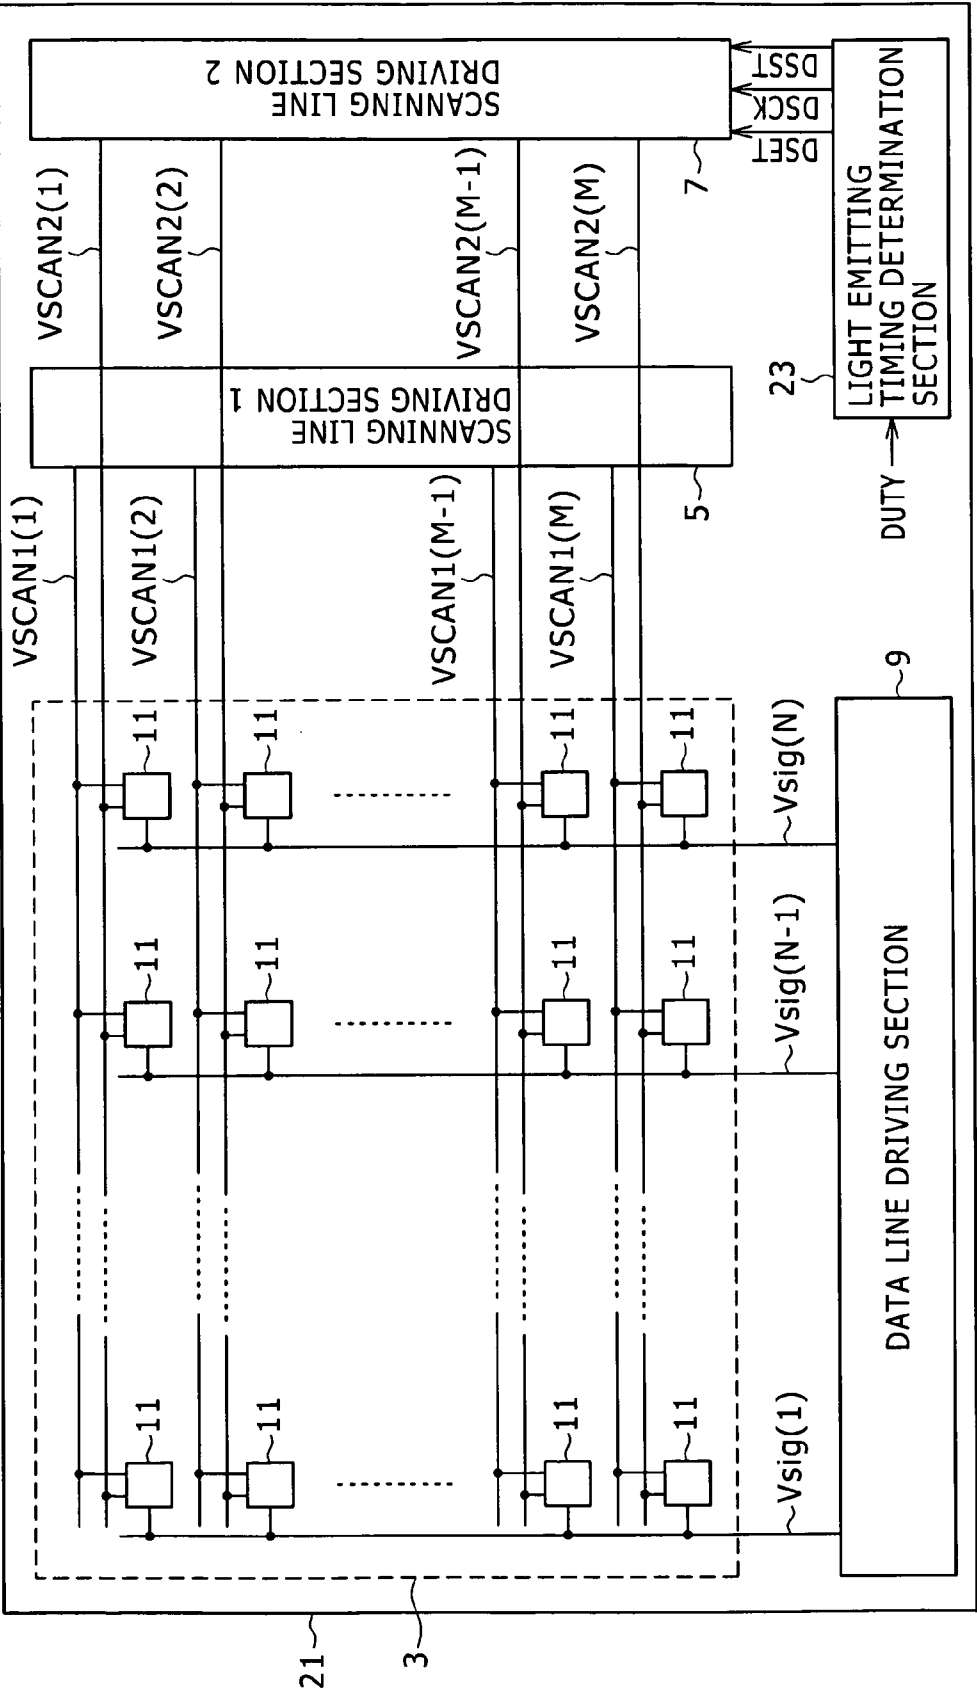 21
3
VSCAN1(1)
VSCAN1(2)
VSCAN1(M-1)
VSCAN1(M)
VSCAN2(1)
VSCAN2(2)
VSCAN2(M-1)
VSCAN2(M)
SCANNING LINE
DRIVING SECTION 1
5
SCANNING LINE
DRIVING SECTION 2
7
11
11
11
11
11
11
11
11
11
11
11
11
Vsig(1)
Vsig(N-1)
Vsig(N)
DATA LINE DRIVING SECTION
9
DUTY
23
LIGHT EMITTING
TIMING DETERMINATION
SECTION
DSET
DSCK
DSST